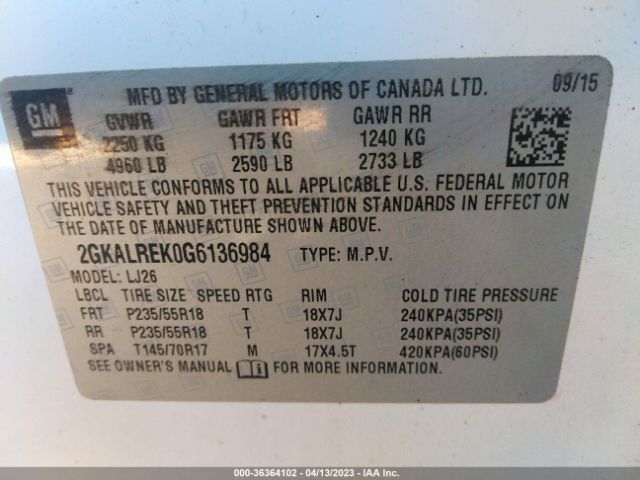 MFD BY GENERAL MOTORS OF CANADA LTD. 09/15
GM
GVWR GAWR FRT GAWR RR
2250 KG 1175 KG 1240 KG
4960 LB 2590 LB 2733 LB
THIS VEHICLE CONFORMS TO ALL APPLICABLE U.S. FEDERAL MOTOR
VEHICLE SAFETY AND THEFT PREVENTION STANDARDS IN EFFECT ON
THE DATE OF MANUFACTURE SHOWN ABOVE.
2GKALREK0G6136984 TYPE: M.P.V.
MODEL: LJ26
LBCL TIRE SIZE SPEED RTG RIM COLD TIRE PRESSURE
FRT P235/55R18 T 18X7J 240KPA(35PSI)
RR P235/55R18 T 18X7J 240KPA(35PSI)
SPA T145/70R17 M 17X4.5T 420KPA(60PSI)
SEE OWNER'S MANUAL i FOR MORE INFORMATION.
000-36364102 - 04/13/2023 - IAA Inc.